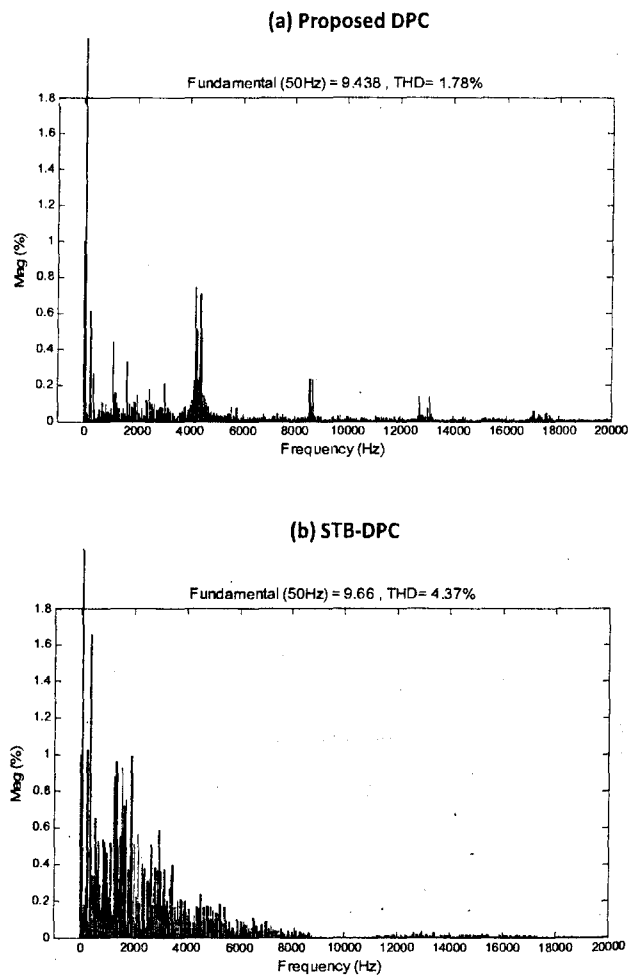 (a) Proposed DPC
Fundamental (50Hz) = 9.438 , THD= 1.78%
1.8
1.6
1.4
1.2
1
0.8
0.6
0.4
0.2
0
Mag (%)
0 2000 4000 6000 8000 10000 12000 14000 16000 18000 20000
Frequency (Hz)
(b) STB-DPC
Fundamental (50Hz) = 9.66 , THD= 4.37%
1.8
1.6
1.4
1.2
1
0.8
0.6
0.4
0.2
0
Mag (%)
0 2000 4000 6000 8000 10000 12000 14000 16000 18000 20000
Frequency (Hz)